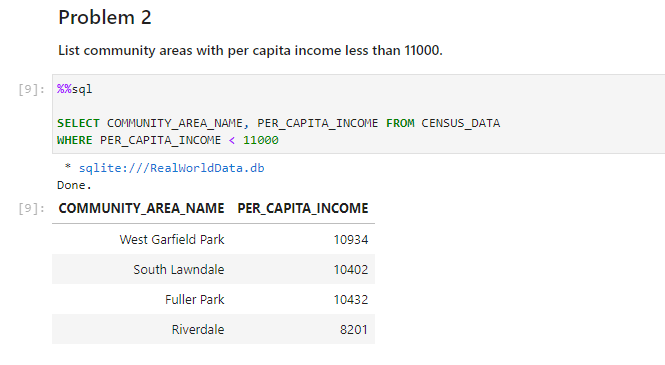 Problem 2
List community areas with per capita income less than 11000.
[9]: %%sql
SELECT COMMUNITY_AREA_NAME, PER_CAPITA_INCOME FROM CENSUS_DATA
WHERE PER_CAPITA_INCOME < 11000
* sqlite:///RealWorldData.db
Done.
[9]: COMMUNITY_AREA_NAME PER_CAPITA_INCOME
West Garfield Park 10934
South Lawndale 10402
Fuller Park 10432
Riverdale 8201